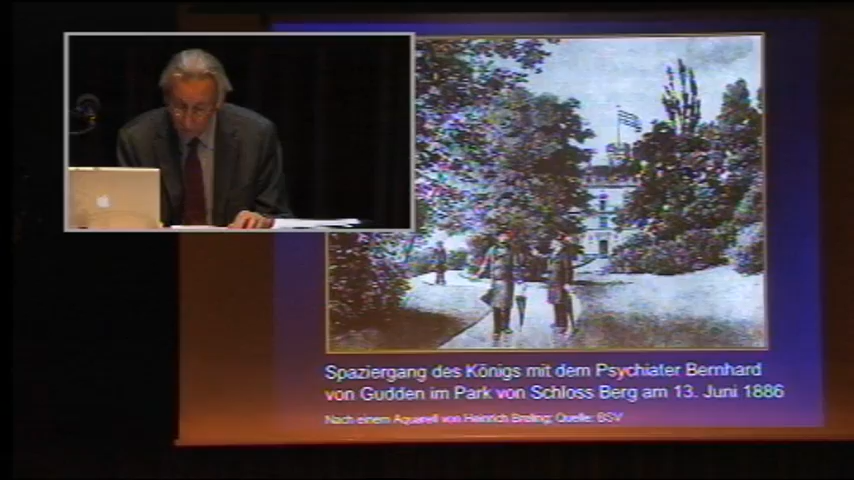 Spaziergang des Königs mit dem Psychiater Bernhard
von Gudden im Park von Schloss Berg am 13. Juni 1886
Nach einem Aquarell von Heinrich Breling; Quelle: BSV